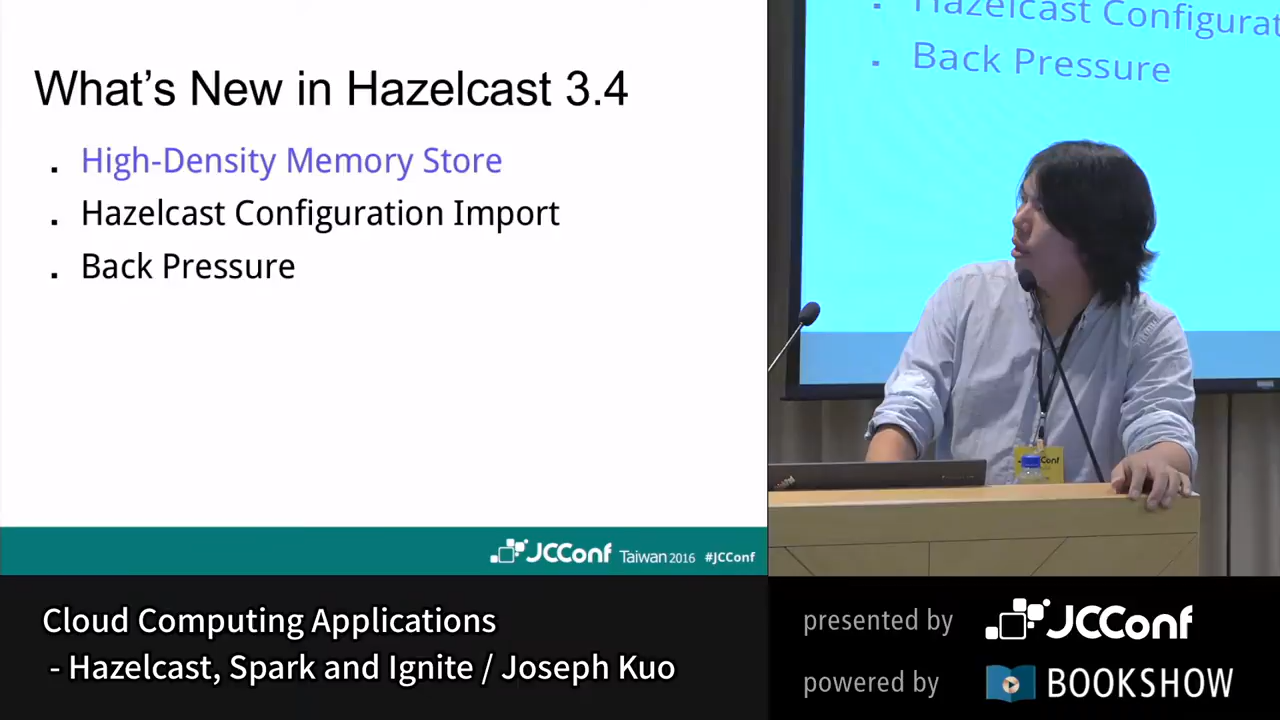 What's New in Hazelcast 3.4
. High-Density Memory Store
. Hazelcast Configuration Import
. Back Pressure
JCConf Taiwan 2016 #JCConf
. Hazelcast Configurat
. Back Pressure
Conf
Cloud Computing Applications
- Hazelcast, Spark and Ignite / Joseph Kuo
presented by JCConf
powered by BOOKSHOW